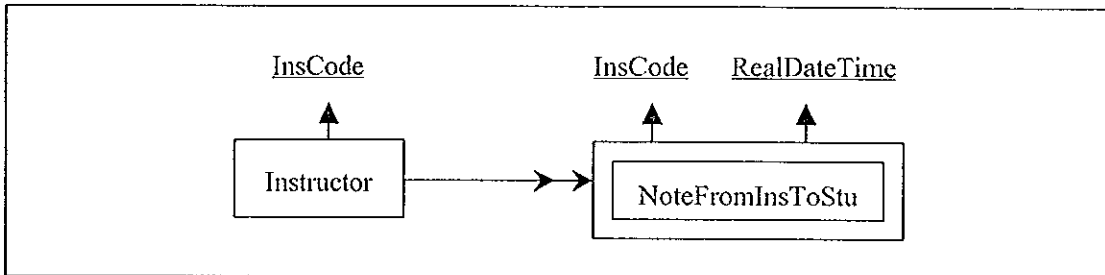 InsCode InsCode RealDateTime
Instructor NoteFromInsToStu